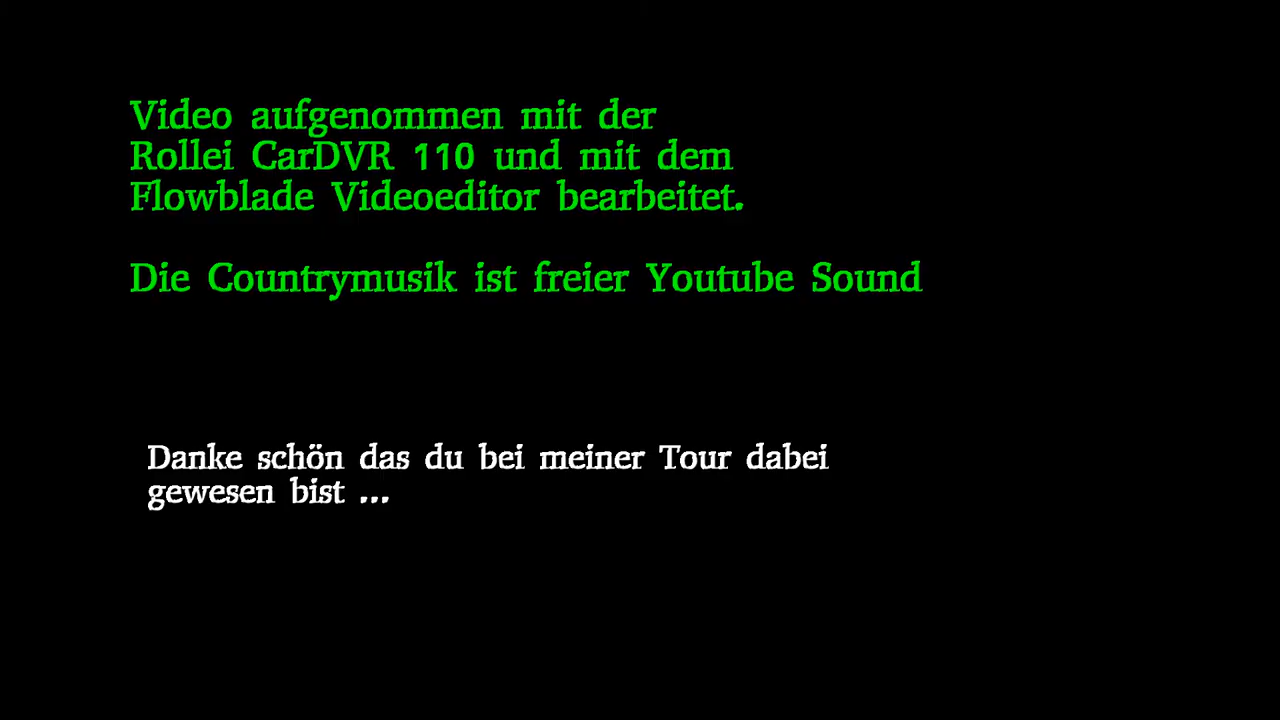 Video aufgenommen mit der
Rollei CarDVR 110 und mit dem
Flowblade Videoeditor bearbeitet.
Die Countrymusik ist freier Youtube Sound
Danke schön das du bei meiner Tour dabei
gewesen bist ...